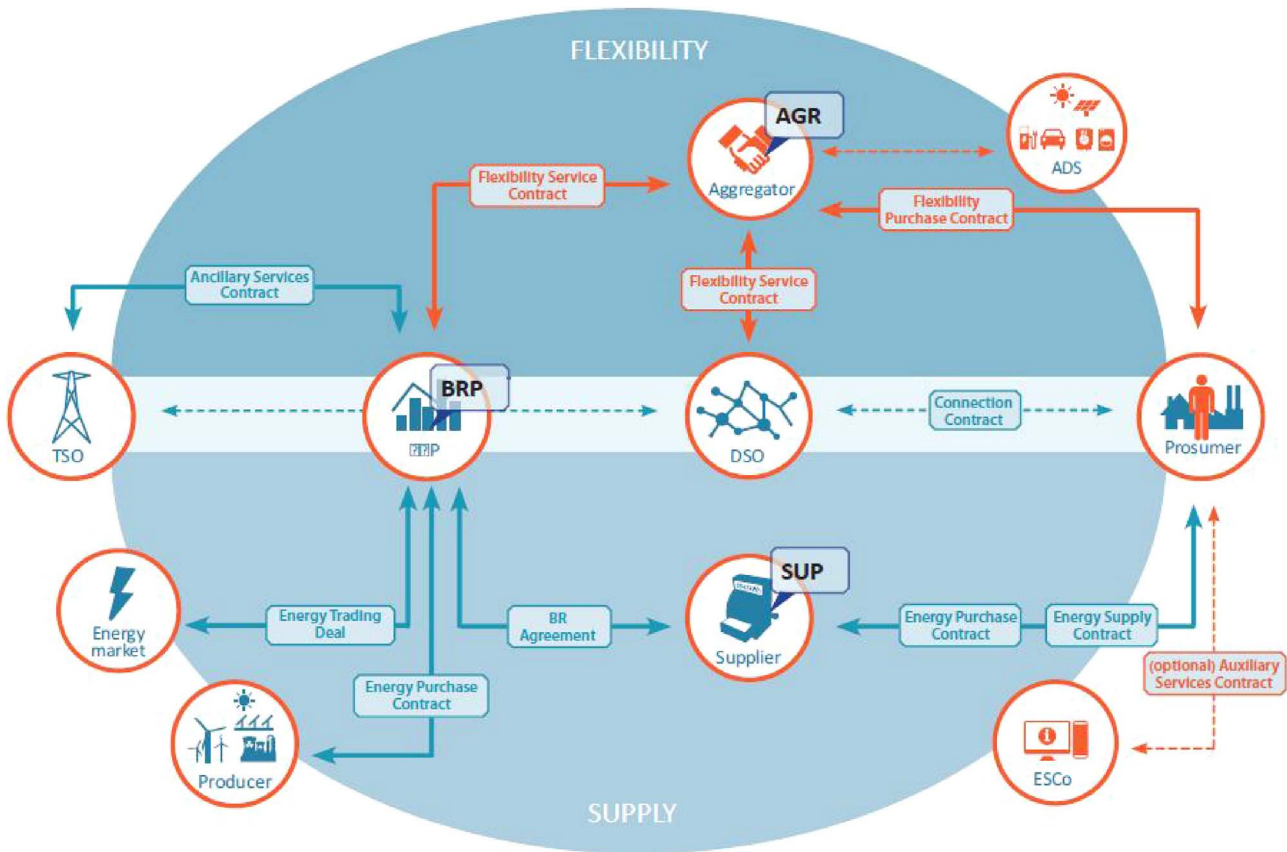 FLEXIBILITY
AGR
Aggregator
ADS
Flexibility Service
Contract
Flexibility
Purchase Contract
Ancillary Services
Contract
Flexibility Service
Contract
TSO
BRP
P
DSO
Connection
Contract
Prosumer
Energy
market
Energy Trading
Deal
BR
Agreement
SUP
Supplier
Energy Purchase
Contract
Energy Supply
Contract
(optional) Auxiliary
Services Contract
Energy Purchase
Contract
Producer
ESCo
SUPPLY